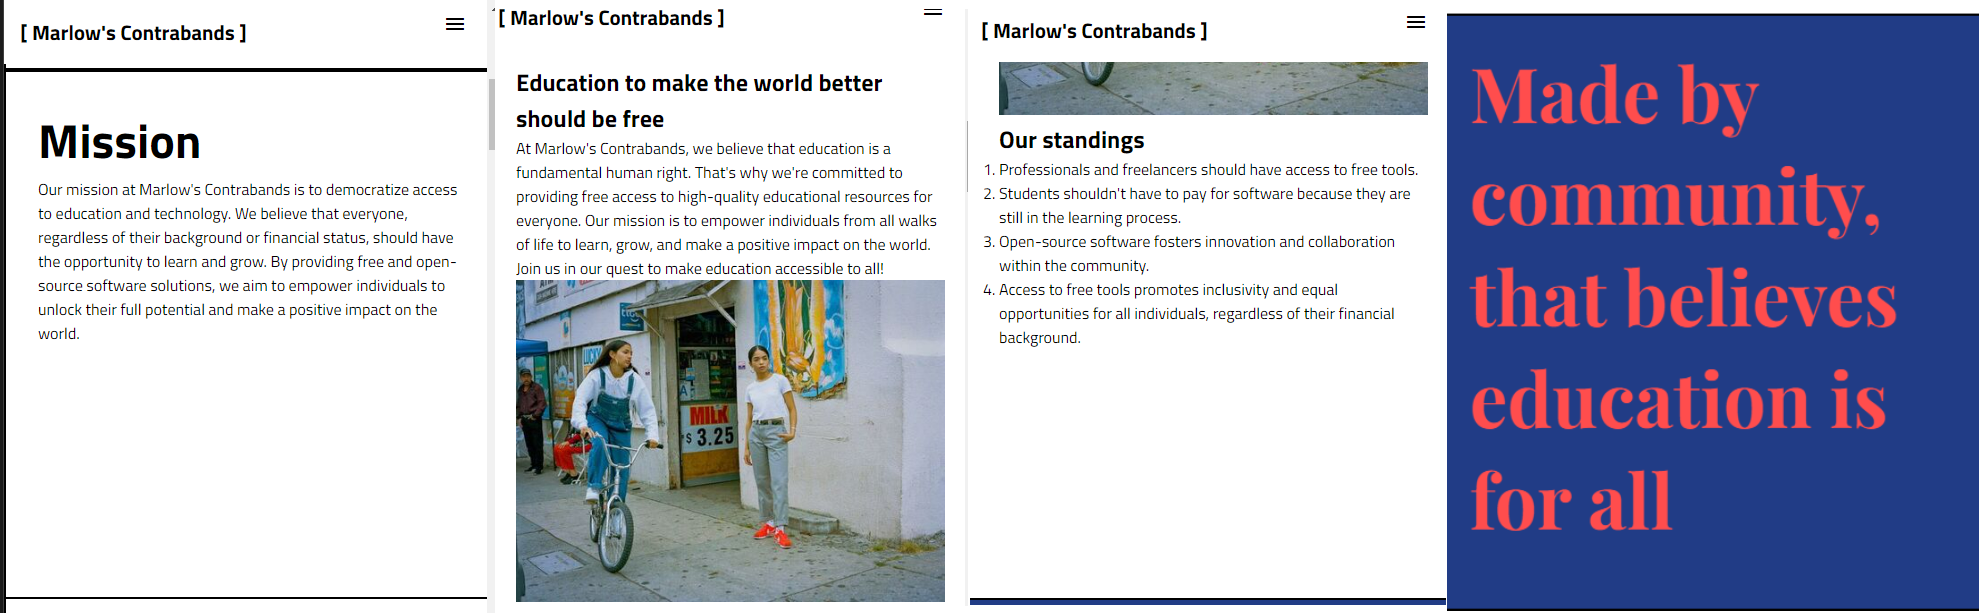 [ Marlow's Contrabands ]
Mission
Our mission at Marlow's Contrabands is to democratize access
to education and technology. We believe that everyone,
regardless of their background or financial status, should have
the opportunity to learn and grow. By providing free and open-
source software solutions, we aim to empower individuals to
unlock their full potential and make a positive impact on the
world.
[ Marlow's Contrabands ]
Education to make the world better
should be free
At Marlow's Contrabands, we believe that education is a
fundamental human right. That's why we're committed to
providing free access to high-quality educational resources for
everyone. Our mission is to empower individuals from all walks
of life to learn, grow, and make a positive impact on the world.
Join us in our quest to make education accessible to all!
LUCKY
MILK
$ 3.25
[ Marlow's Contrabands ]
Our standings
1. Professionals and freelancers should have access to free tools.
2. Students shouldn't have to pay for software because they are
still in the learning process.
3. Open-source software fosters innovation and collaboration
within the community.
4. Access to free tools promotes inclusivity and equal
opportunities for all individuals, regardless of their financial
background.
Made by
community,
that believes
education is
for all